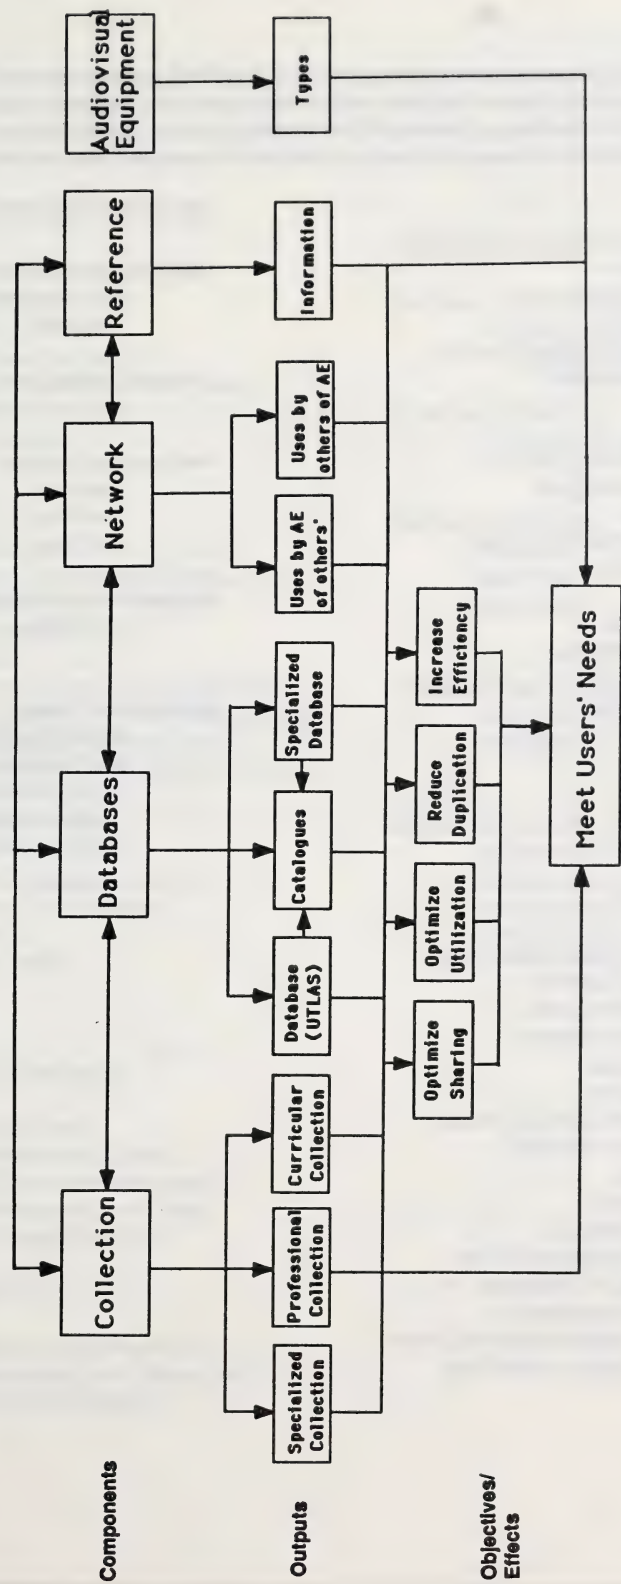 Components
Collection
Databases
Network
Reference
Audiovisual
Equipment
Outputs
Specialized
Collection
Professional
Collection
Curricular
Collection
Database
(UTLAS)
Catalogues
Specialized
Database
Uses by AE
of others'
Uses by
others of AE
Information
Types
Objectives/
Effects
Optimize
Sharing
Optimize
Utilization
Reduce
Duplication
Increase
Efficiency
Meet Users' Needs